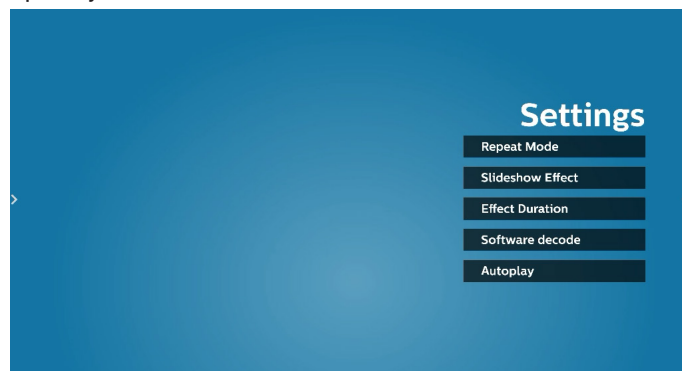 Settings
Repeat Mode
Slideshow Effect
Effect Duration
Software decode
Autoplay